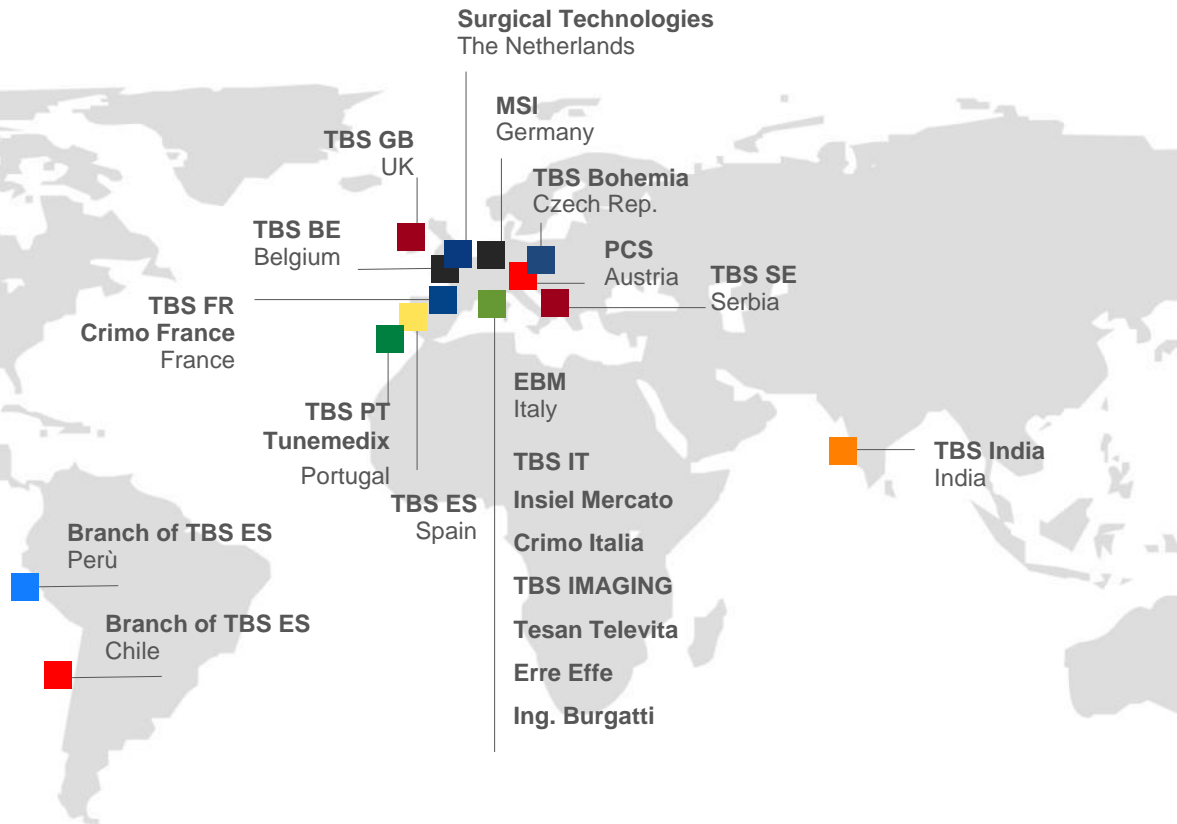 Surgical Technologies
The Netherlands
MSI
Germany
TBS GB
UK
TBS Bohemia
Czech Rep.
TBS BE
Belgium
PCS
Austria
TBS SE
Serbia
TBS FR
Crimo France
France
EBM
Italy
TBS PT
Tunemedix
Portugal
TBS ES
Spain
TBS IT
Insiel Mercato
Crimo Italia
TBS IMAGING
Tesan Televita
Erre Effe
Ing. Burgatti
TBS India
India
Branch of TBS ES
Perù
Branch of TBS ES
Chile